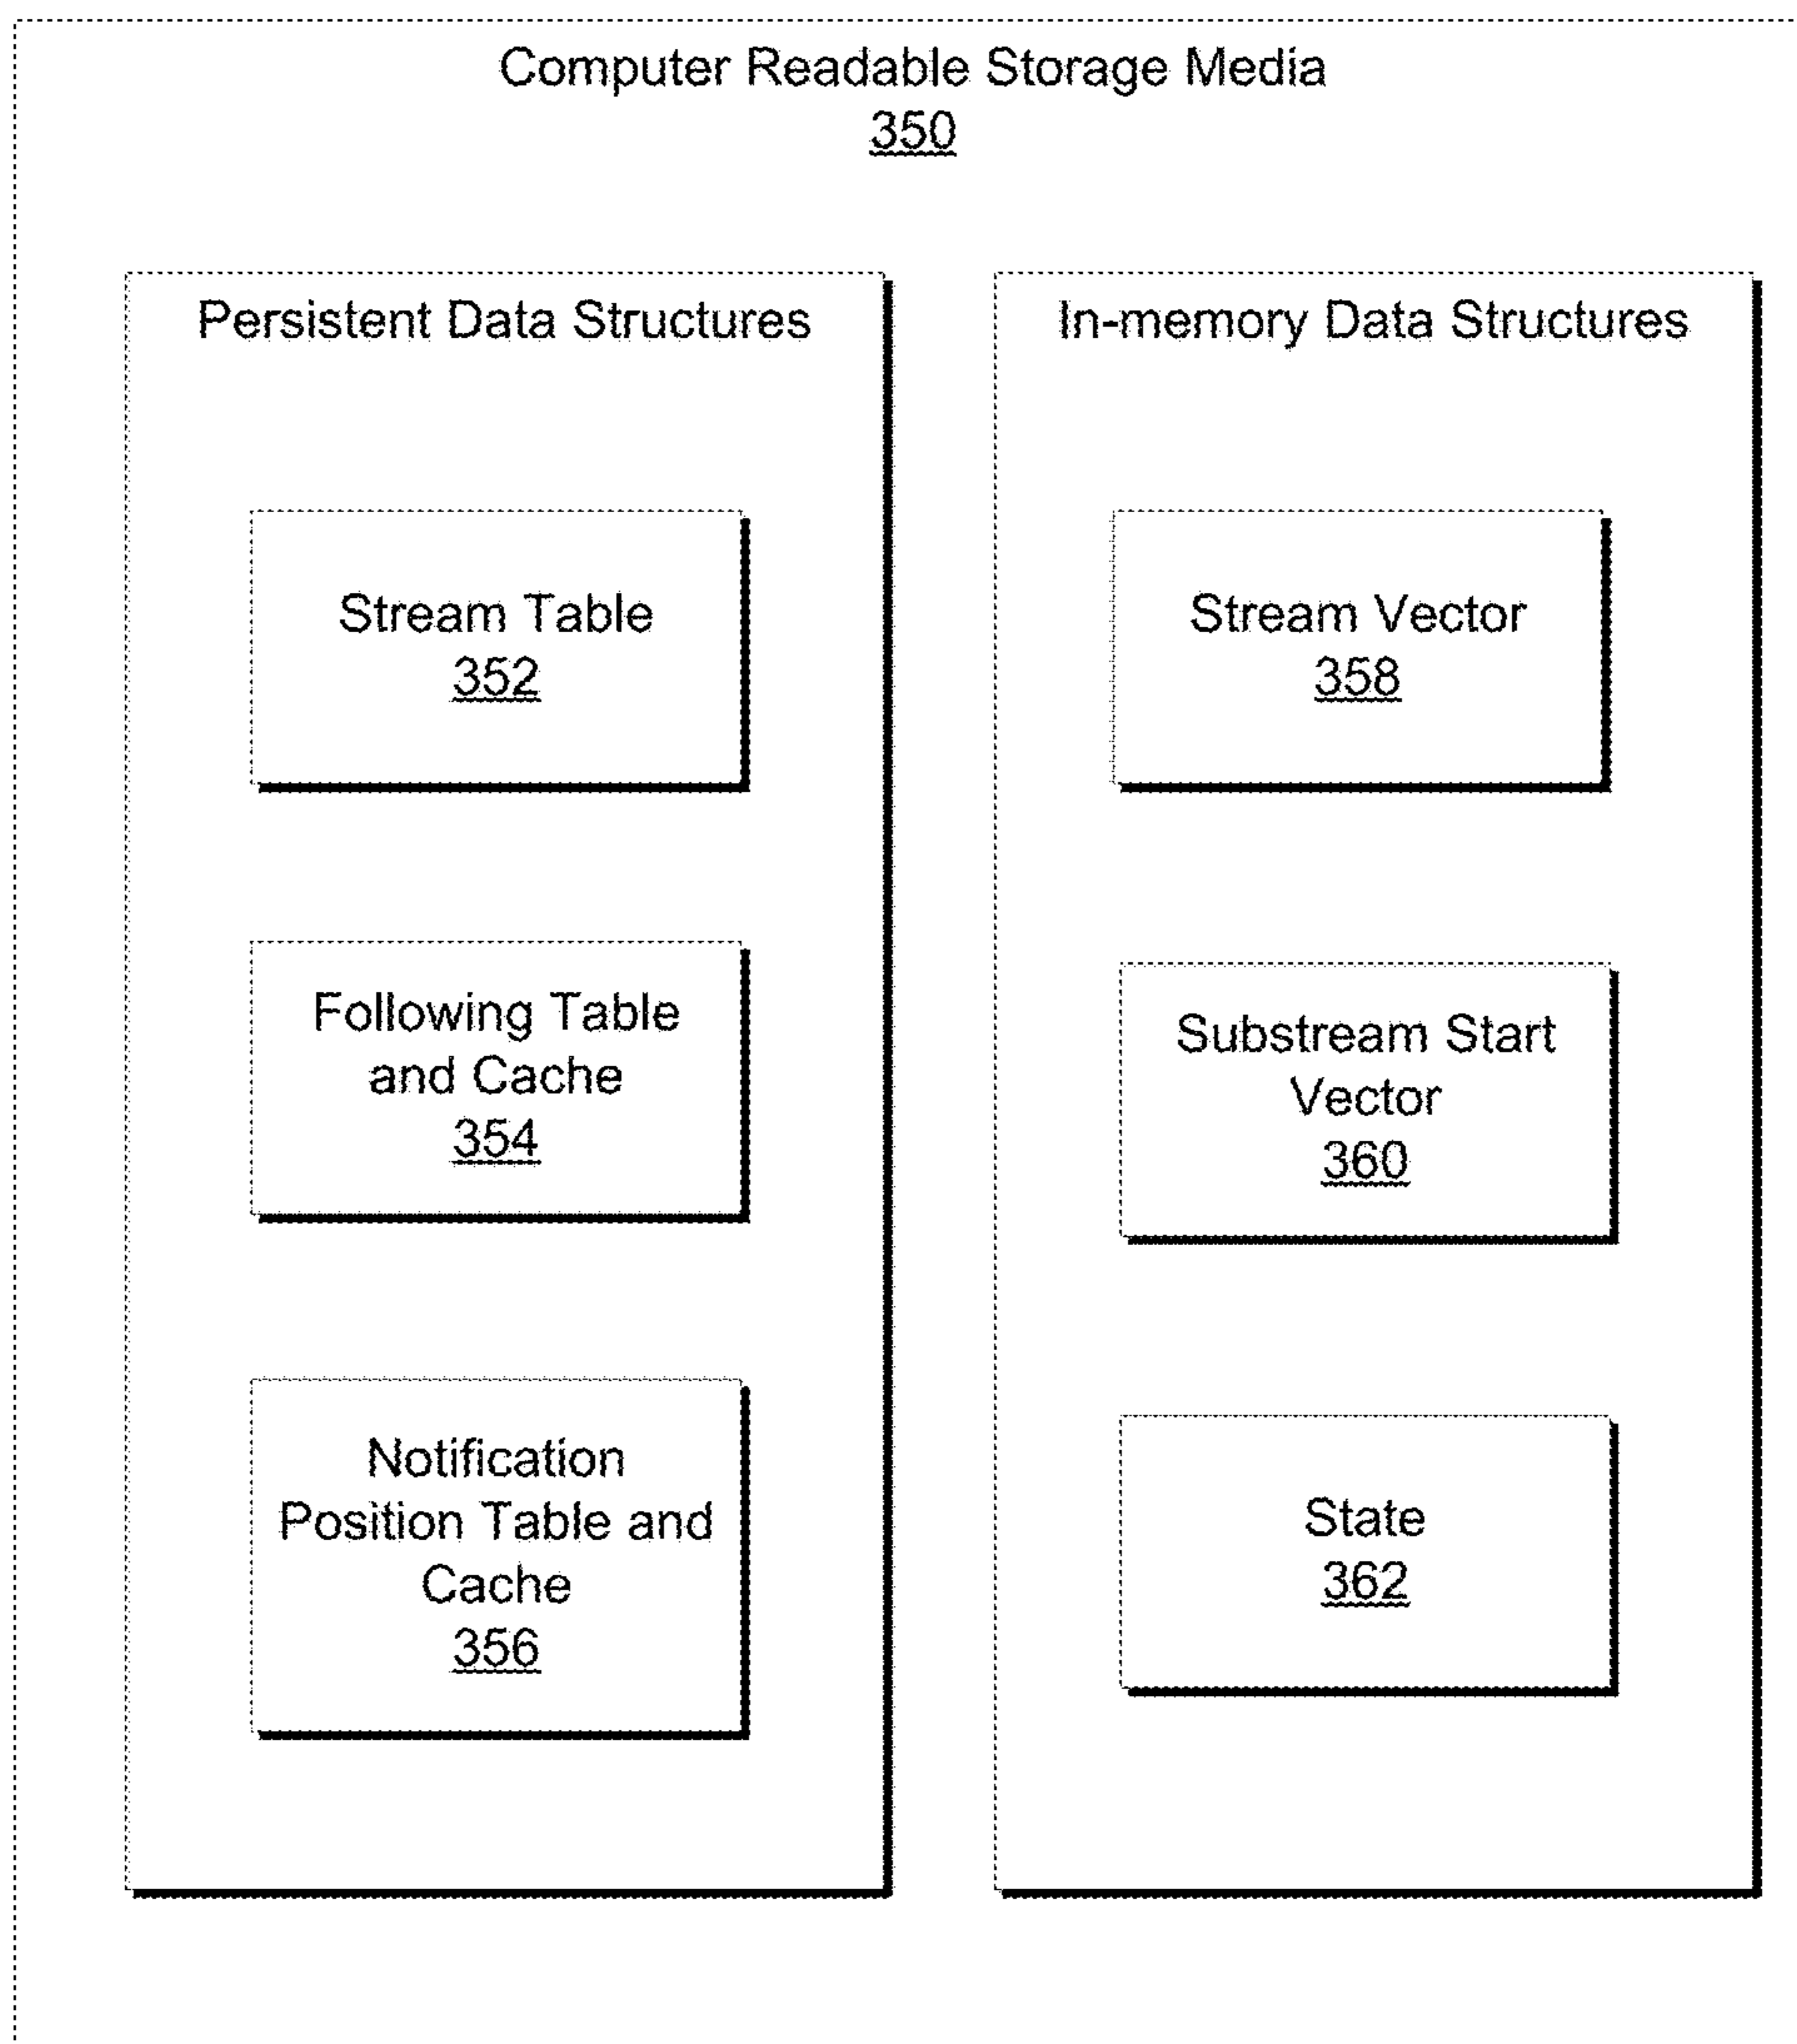 Computer Readable Storage Media
350
Persistent Data Structures
Stream Table
352
Following Table
and Cache
354
Notification
Position Table and
Cache
356
In-memory Data Structures
Stream Vector
358
Substream Start
Vector
360
State
362